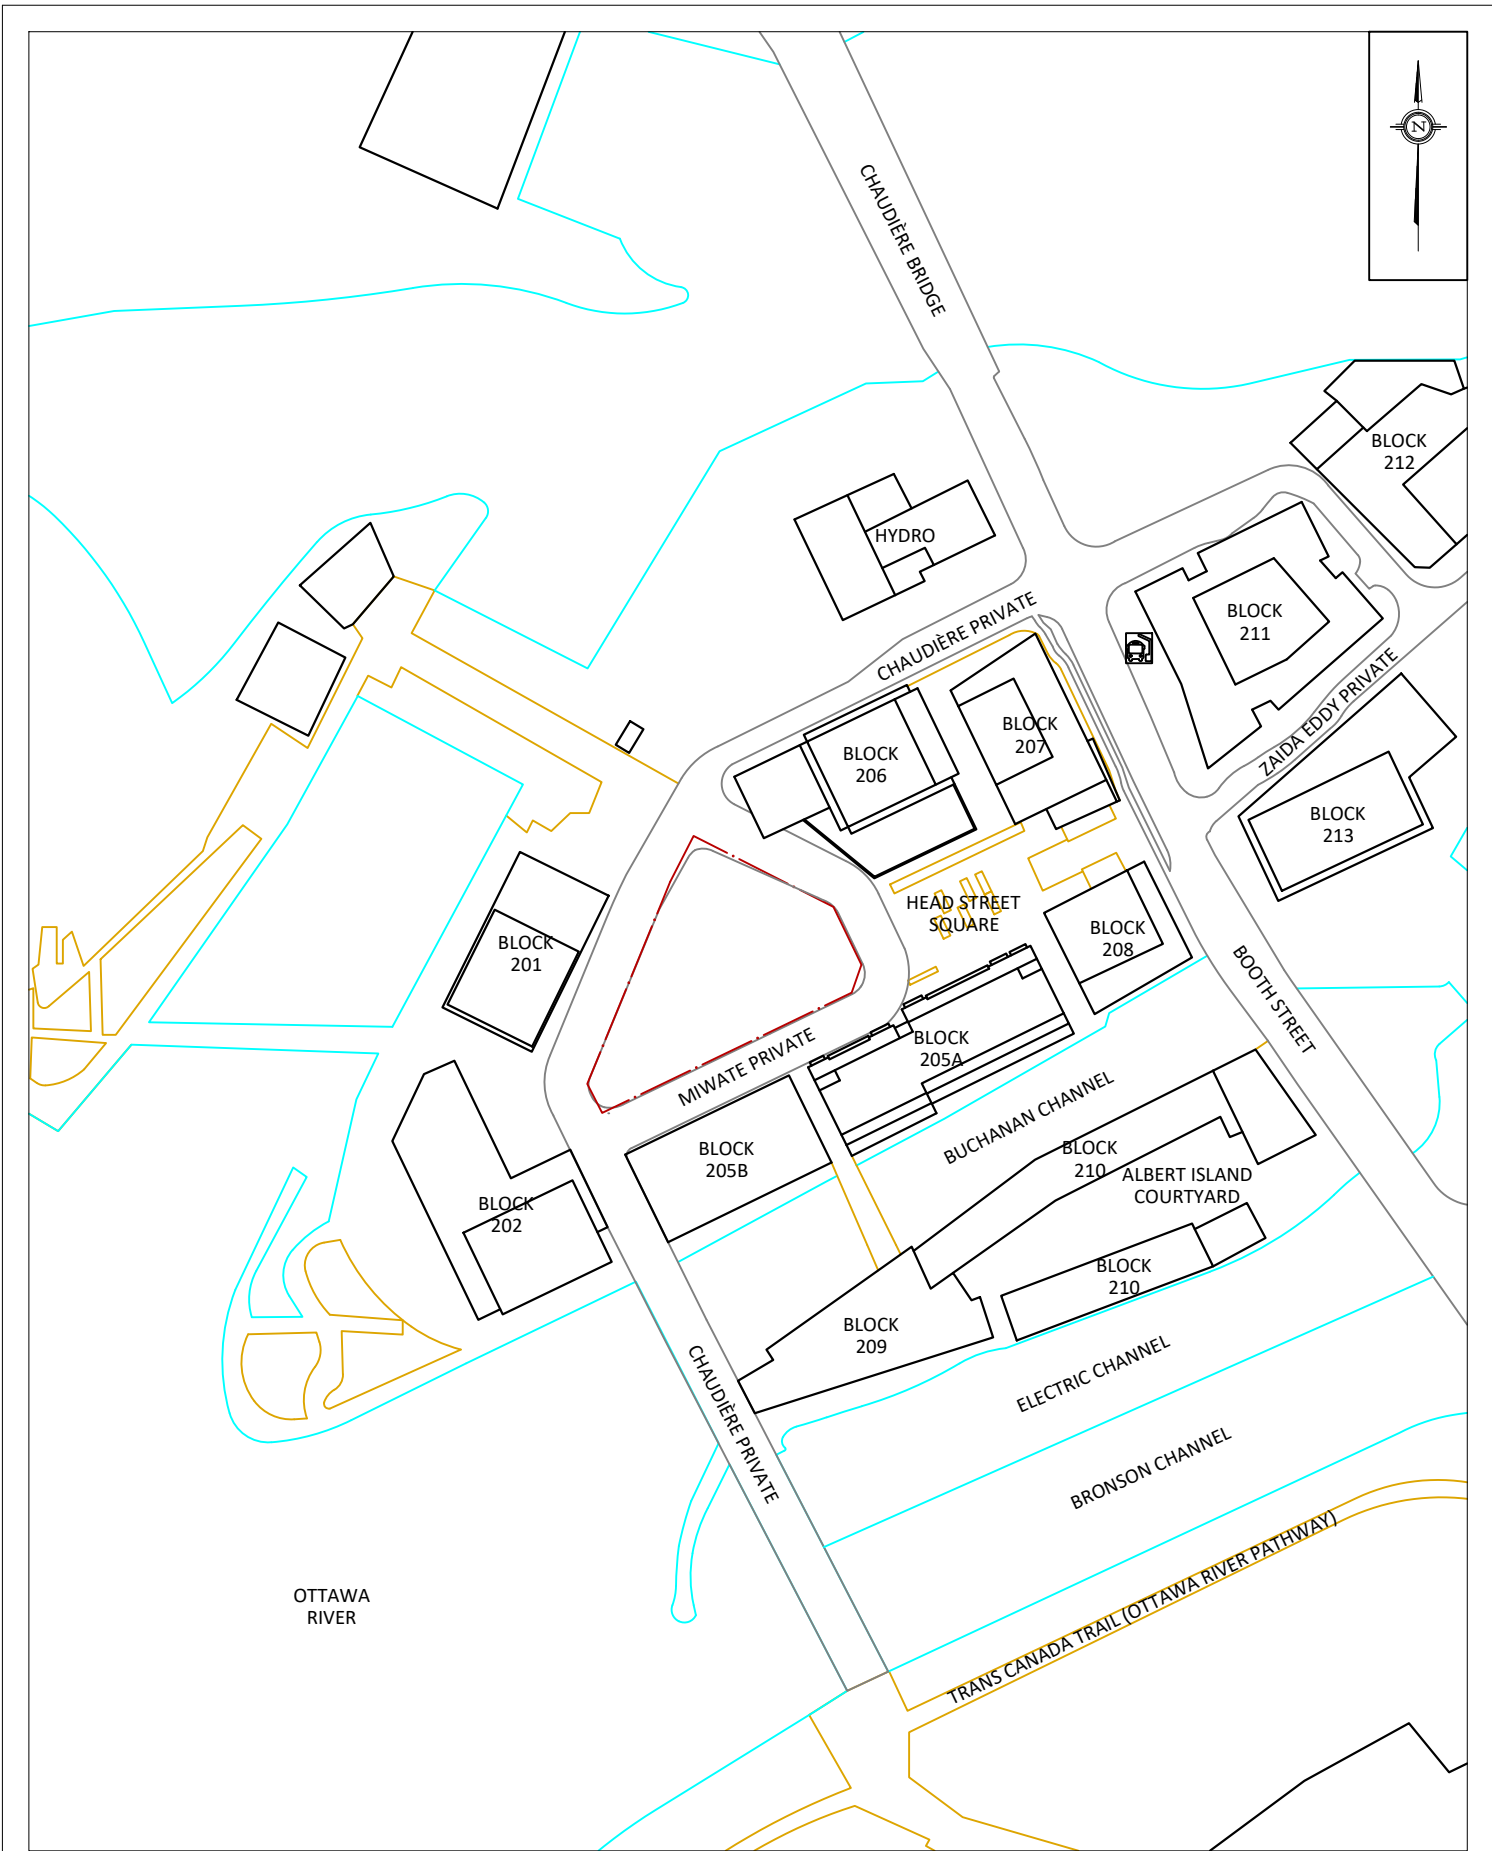 N
CHAUDIÈRE BRIDGE
BLOCK
212
HYDRO
CHAUDIÈRE PRIVATE
BLOCK
211
ZAIDA EDDY PRIVATE
BLOCK
207
BLOCK
206
BLOCK
213
HEAD STREET
SQUARE
BLOCK
208
BLOCK
201
BOOTH STREET
MIWATE PRIVATE
BLOCK
205A
BUCHANAN CHANNEL
BLOCK
205B
BLOCK
210
ALBERT ISLAND
COURTYARD
BLOCK
202
BLOCK
210
BLOCK
209
CHAUDIÈRE PRIVATE
ELECTRIC CHANNEL
BRONSON CHANNEL
TRANS CANADA TRAIL (OTTAWA RIVER PATHWAY)
OTTAWA
RIVER